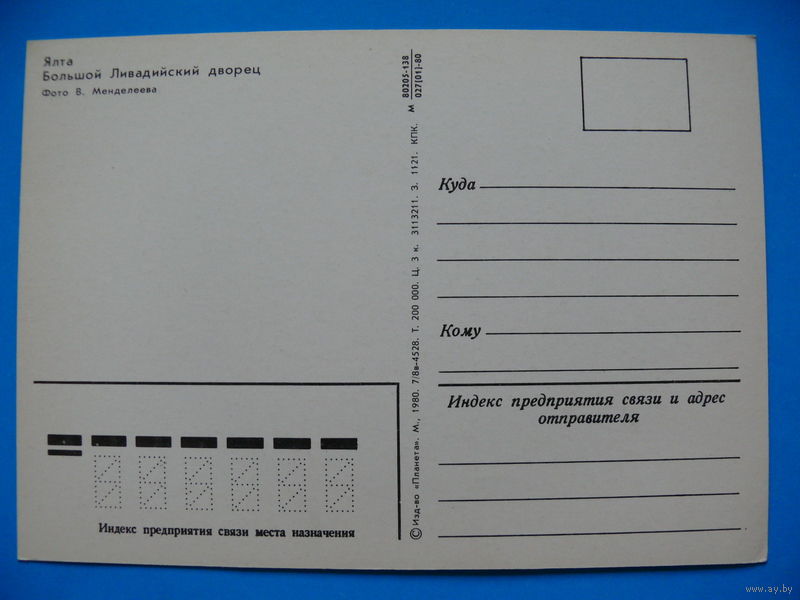 Ялта
Большой Ливадийский дворец
Фото В. Менделеева
© Изд-во «Планета». М., 1980. 7/8в-4528. Т. 200 000. Ц. 3 к. 3113211. З. 1121. КПК. М 80205-138
027(01)-80
Куда
Кому
Индекс предприятия связи и адрес
отправителя
Индекс предприятия связи места назначения
www.ay.by